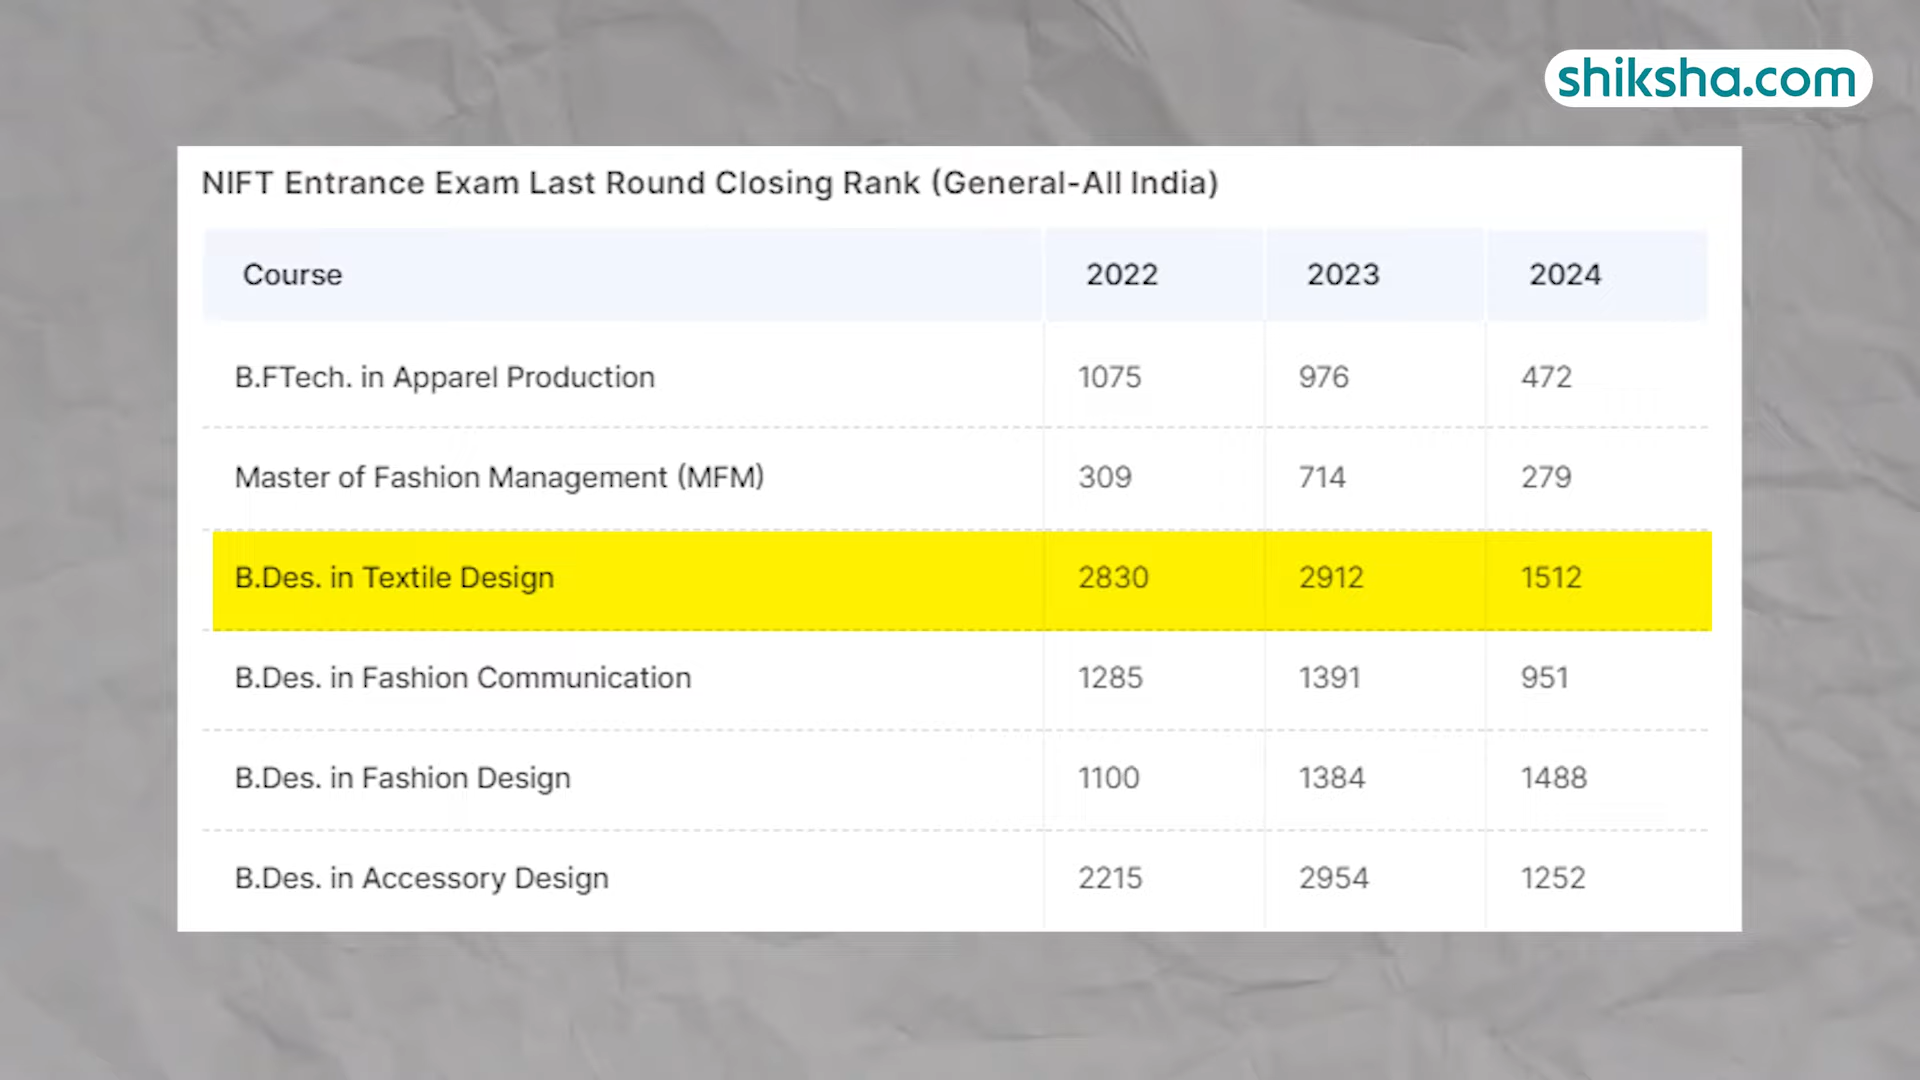 shiksha.com
NIFT Entrance Exam Last Round Closing Rank (General-All India)
Course 2022 2023 2024
B.FTech. in Apparel Production 1075 976 472
Master of Fashion Management (MFM) 309 714 279
B.Des. in Textile Design 2830 2912 1512
B.Des. in Fashion Communication 1285 1391 951
B.Des. in Fashion Design 1100 1384 1488
B.Des. in Accessory Design 2215 2954 1252